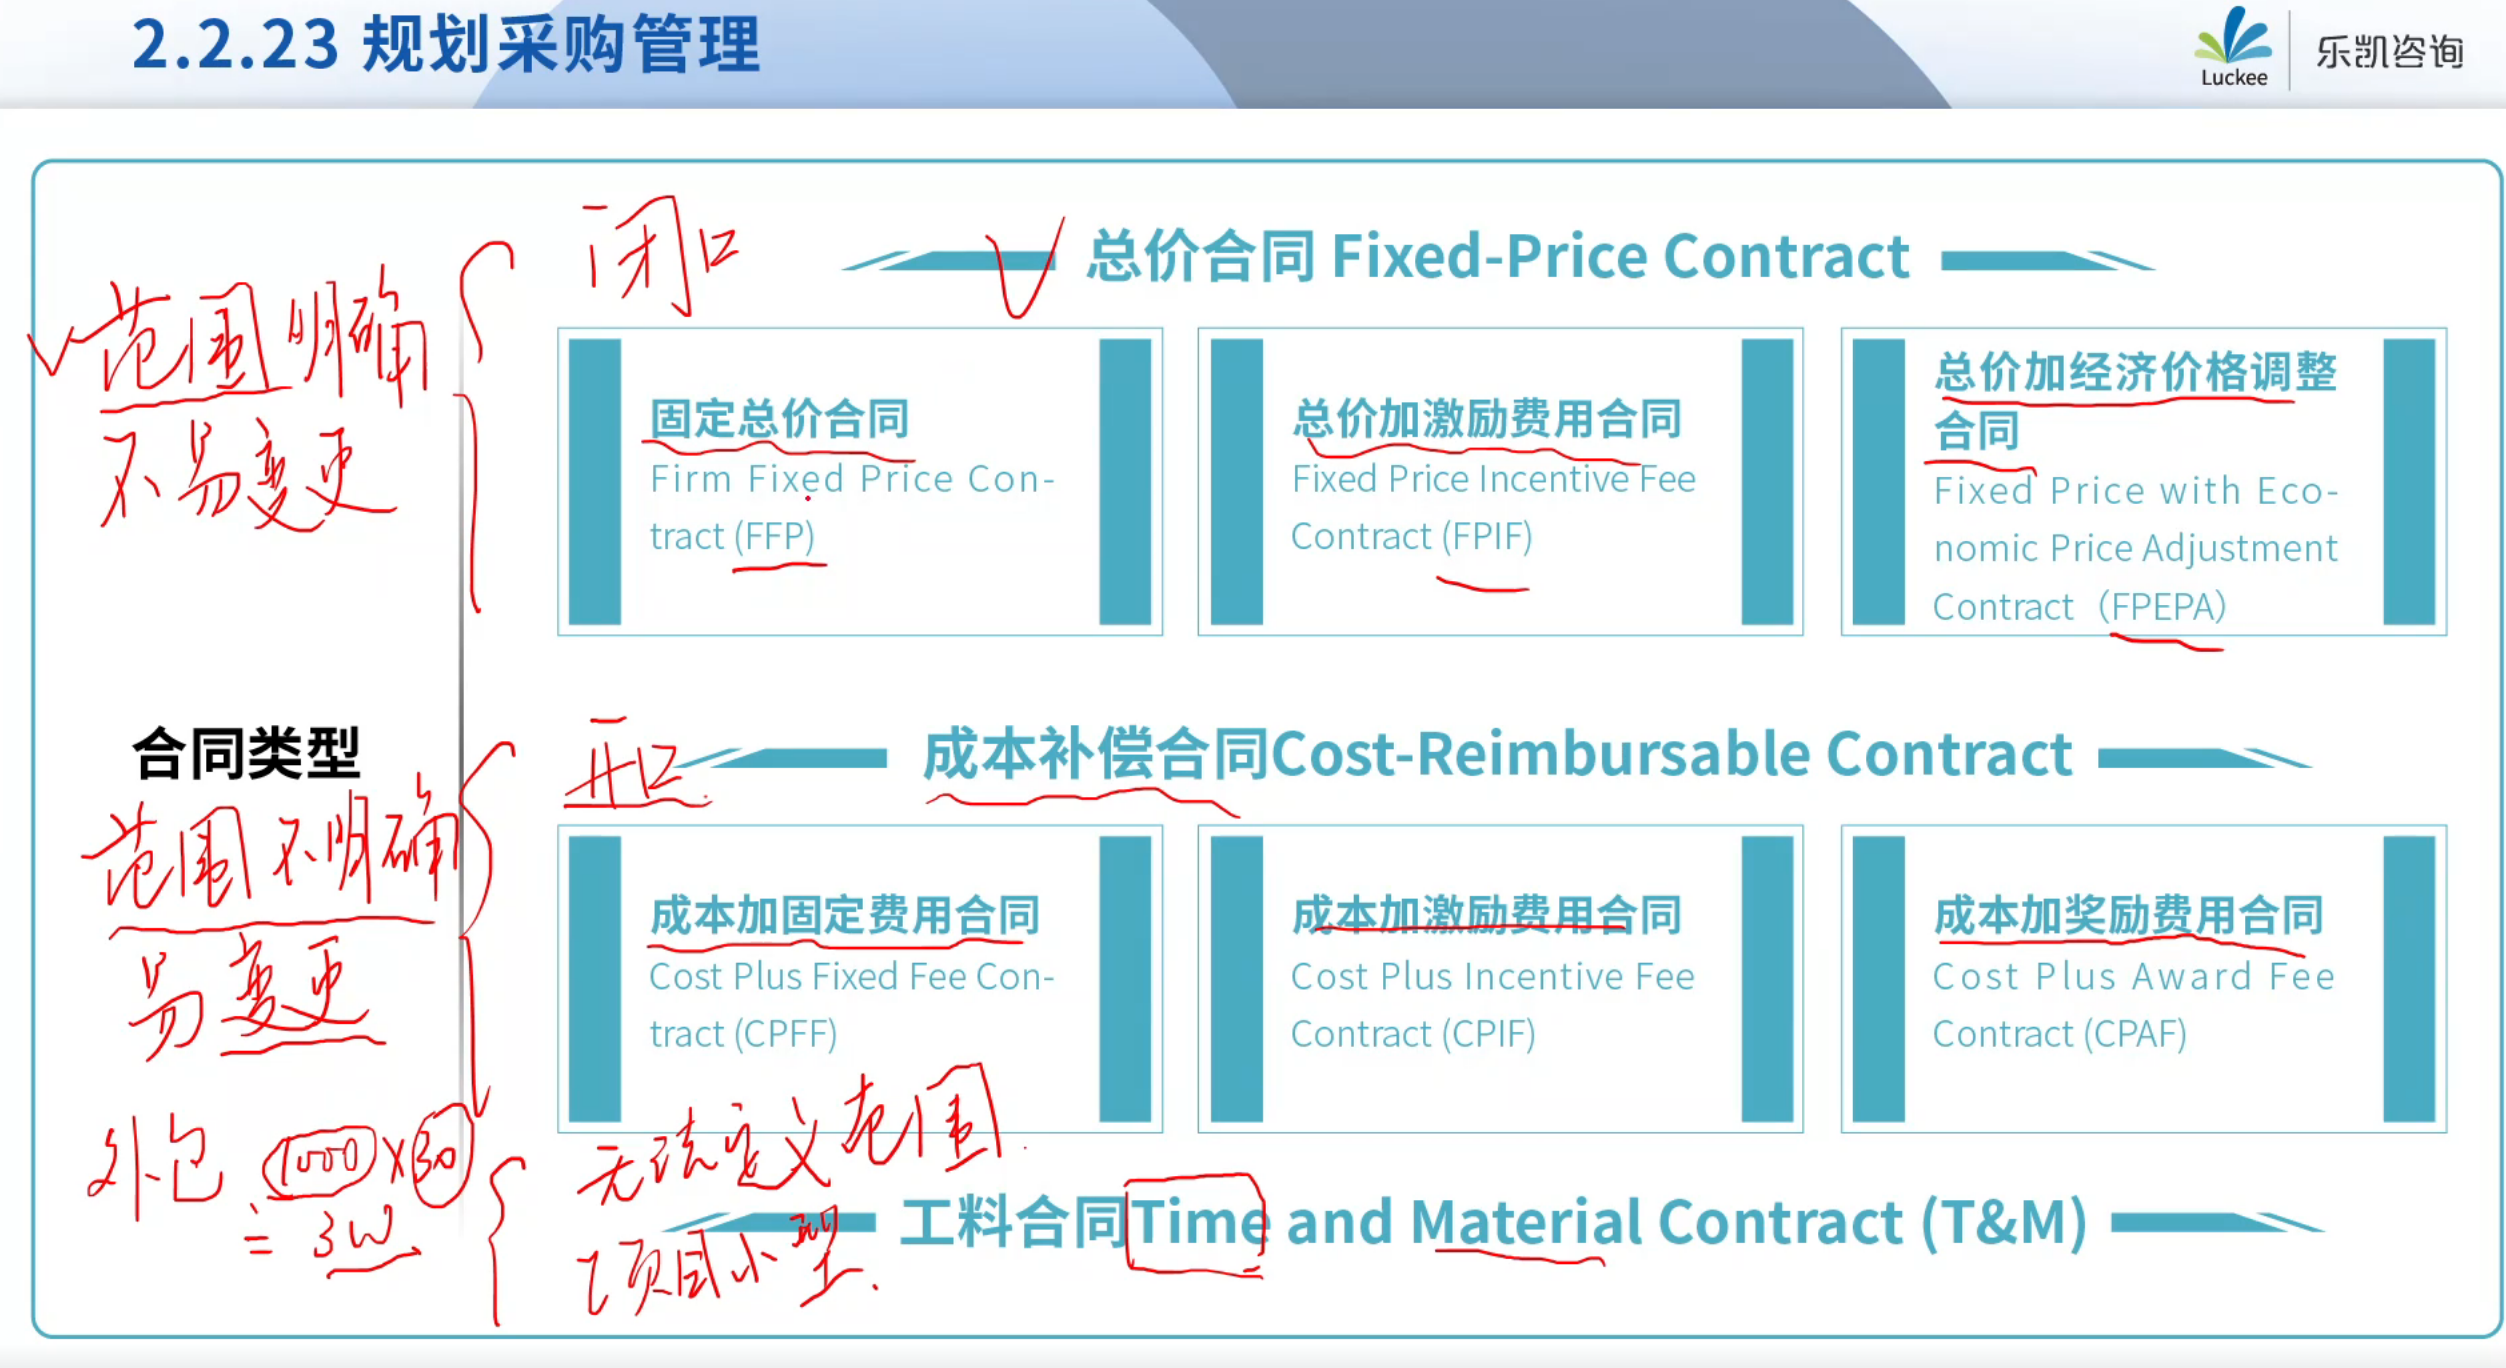 2.2.23 规划采购管理
Luckee
乐凯咨询
闭口
总价合同 Fixed-Price Contract
范围明确
不易变更
固定总价合同
Firm Fixed Price Con-
tract (FFP)
总价加激励费用合同
Fixed Price Incentive Fee
Contract (FPIF)
总价加经济价格调整
合同
Fixed Price with Eco-
nomic Price Adjustment
Contract（FPEPA）
合同类型
开口
成本补偿合同Cost-Reimbursable Contract
范围不明确
易变更
成本加固定费用合同
Cost Plus Fixed Fee Con-
tract (CPFF)
成本加激励费用合同
Cost Plus Incentive Fee
Contract (CPIF)
成本加奖励费用合同
Cost Plus Award Fee
Contract (CPAF)
外包 1000×30
= 3W
无法定义范围
工料合同Time and Material Contract (T&M)
项目小型